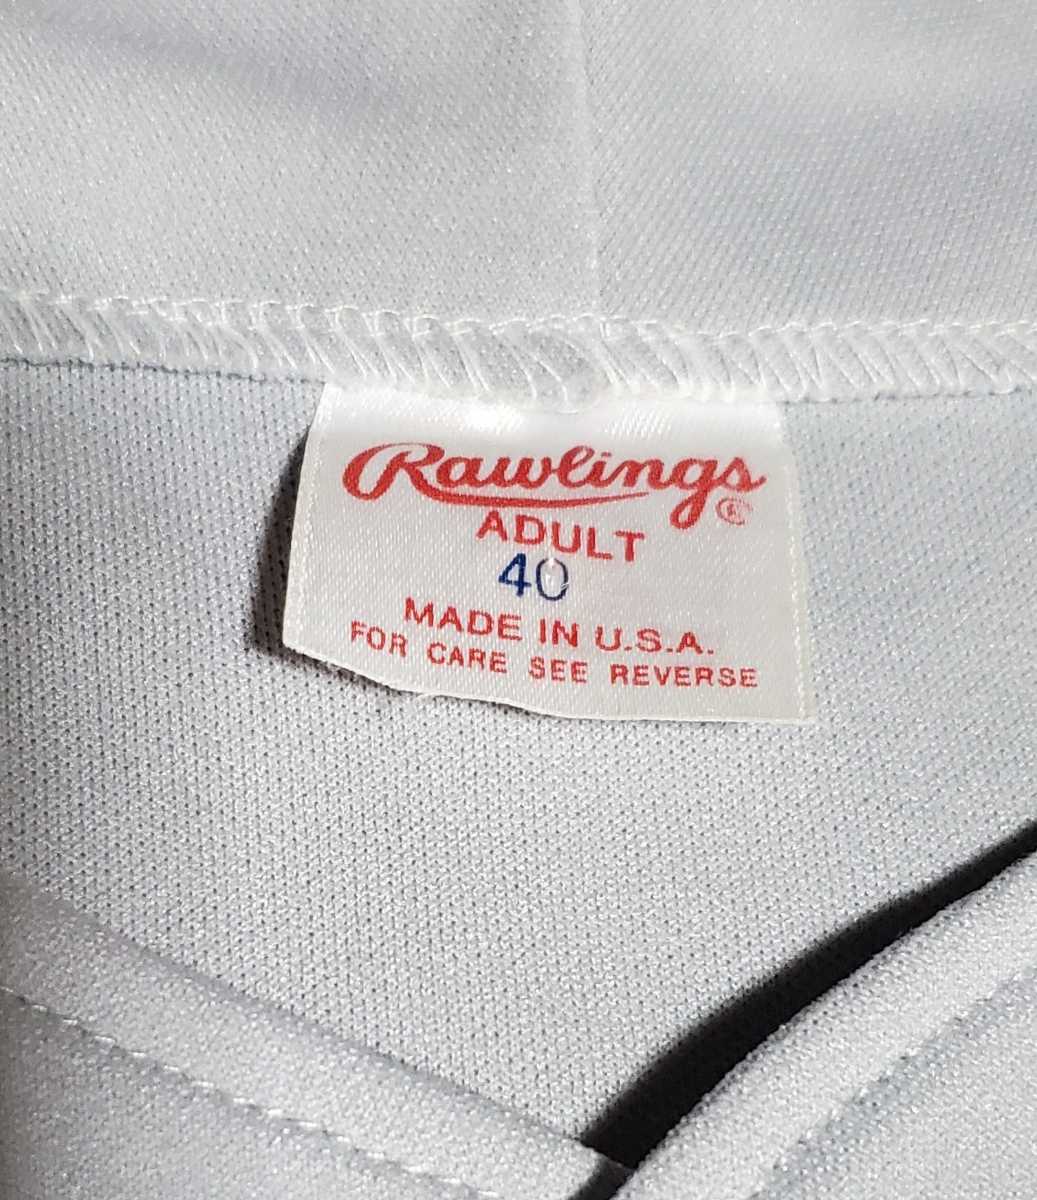 Rawlings ®
ADULT
40
MADE IN U.S.A.
FOR CARE SEE REVERSE